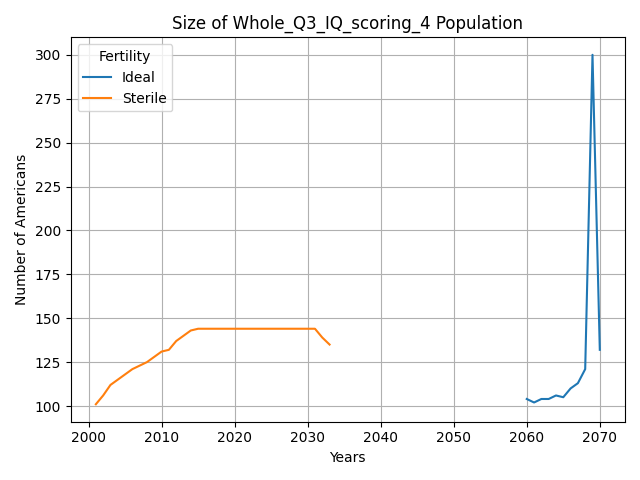 Size of Whole_Q3_IQ_scoring_4 Population
Fertility
Ideal
Sterile
Number of Americans
300
275
250
225
200
175
150
125
100
2000 2010 2020 2030 2040 2050 2060 2070
Years